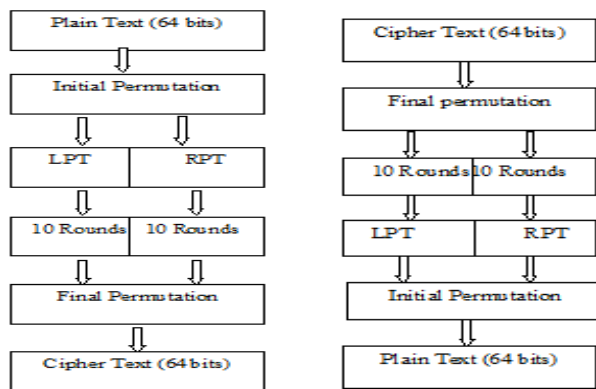 Plain Text (64 bits)
Initial Permutation
LPT RPT
10 Rounds 10 Rounds
Final Permutation
Cipher Text (64 bits)
Cipher Text (64 bits)
Final permutation
10 Rounds 10 Rounds
LPT RPT
Initial Permutation
Plain Text (64 bits)